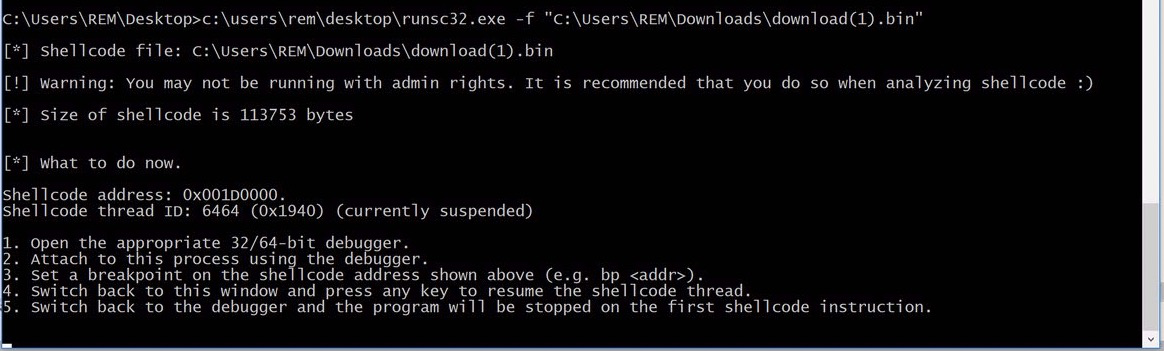 C:\Users\REM\Desktop>c:\users\rem\desktop\runsc32.exe -f "C:\Users\REM\Downloads\download(1).bin"
[*] Shellcode file: C:\Users\REM\Downloads\download(1).bin
[!] Warning: You may not be running with admin rights. It is recommended that you do so when analyzing shellcode :)
[*] Size of shellcode is 113753 bytes
[*] What to do now.
Shellcode address: 0x001D0000.
Shellcode thread ID: 6464 (0x1940) (currently suspended)
1. Open the appropriate 32/64-bit debugger.
2. Attach to this process using the debugger.
3. Set a breakpoint on the shellcode address shown above (e.g. bp <addr>).
4. Switch back to this window and press any key to resume the shellcode thread.
5. Switch back to the debugger and the program will be stopped on the first shellcode instruction.